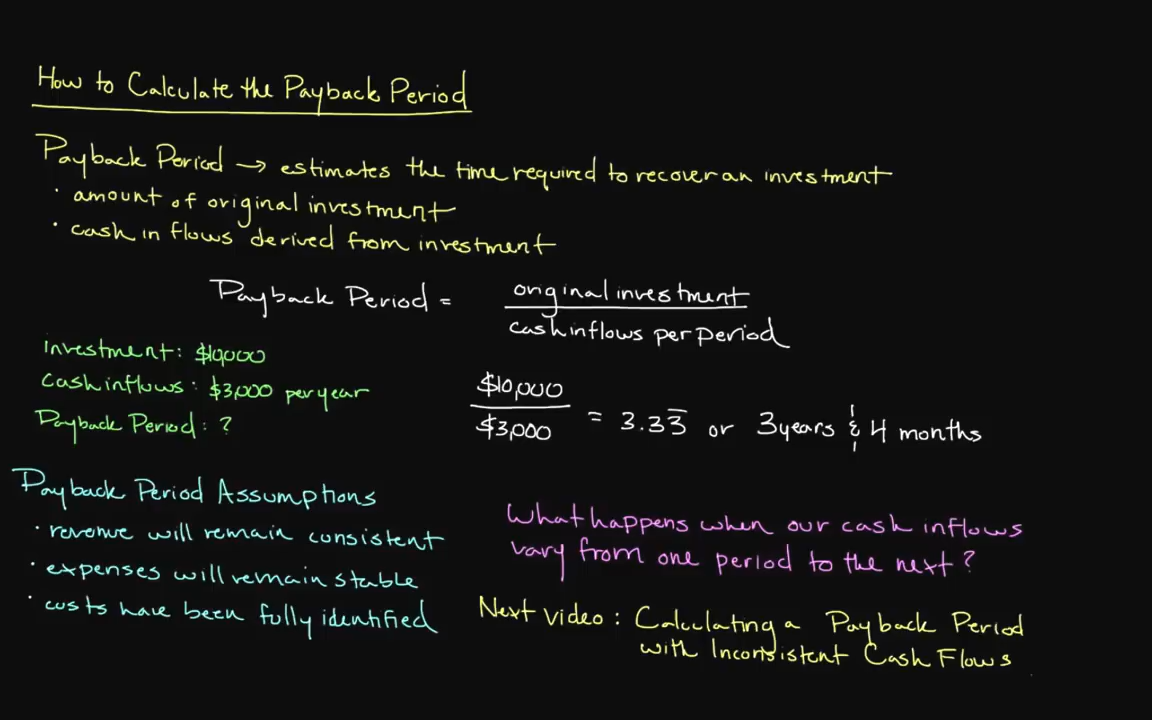 How to Calculate the Payback Period
Payback Period → estimates the time required to recover an investment
· amount of original investment
· cash in flows derived from investment
Payback Period = original investment
cash inflows per period
investment: $10,000
cash inflows: $3,000 per year
Payback Period: ?
$10,000
$3,000
= 3.33̅ or 3 years & 4 months
Payback Period Assumptions
· revenue will remain consistent
· expenses will remain stable
· costs have been fully identified
What happens when our cash inflows
vary from one period to the next?
Next video: Calculating a Payback Period
with Inconsistent Cash Flows